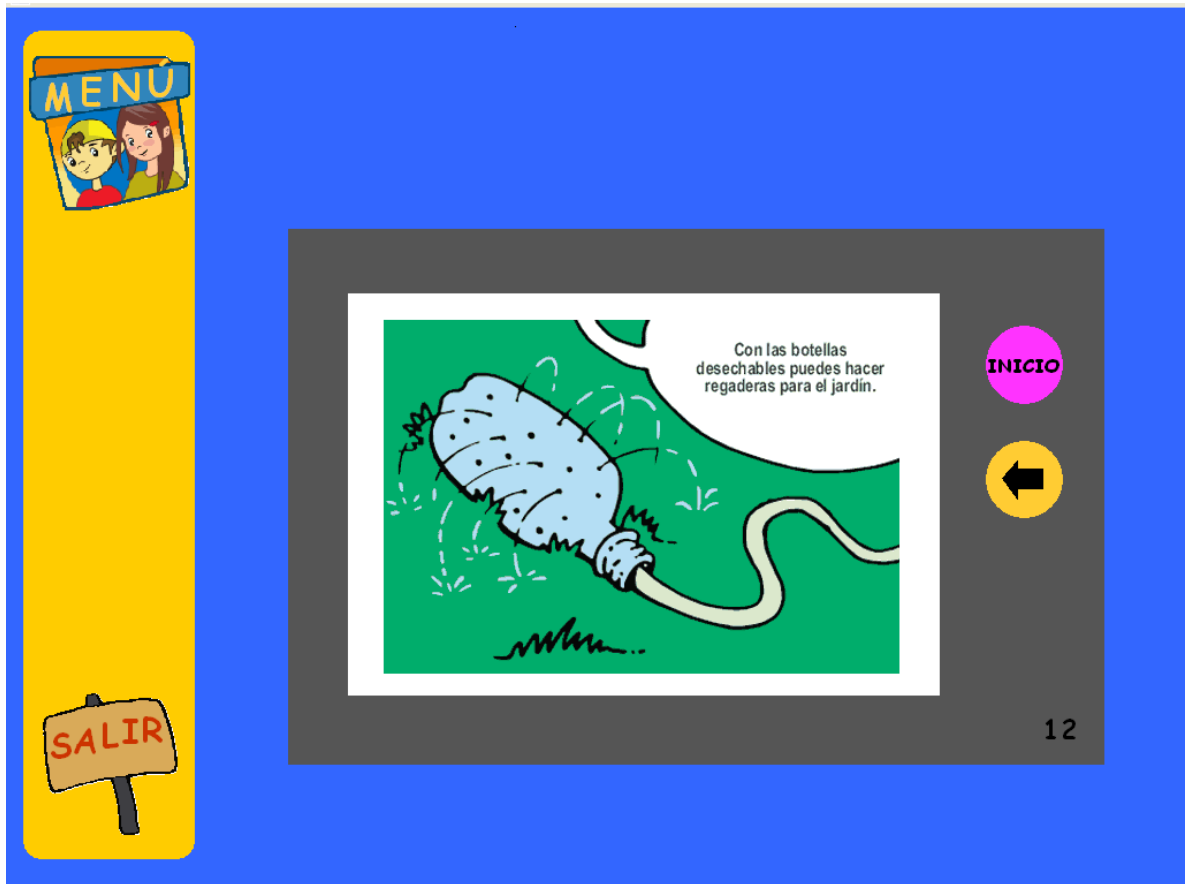 MENÚ
Con las botellas
desechables puedes hacer
regaderas para el jardín.
INICIO
SALIR
12